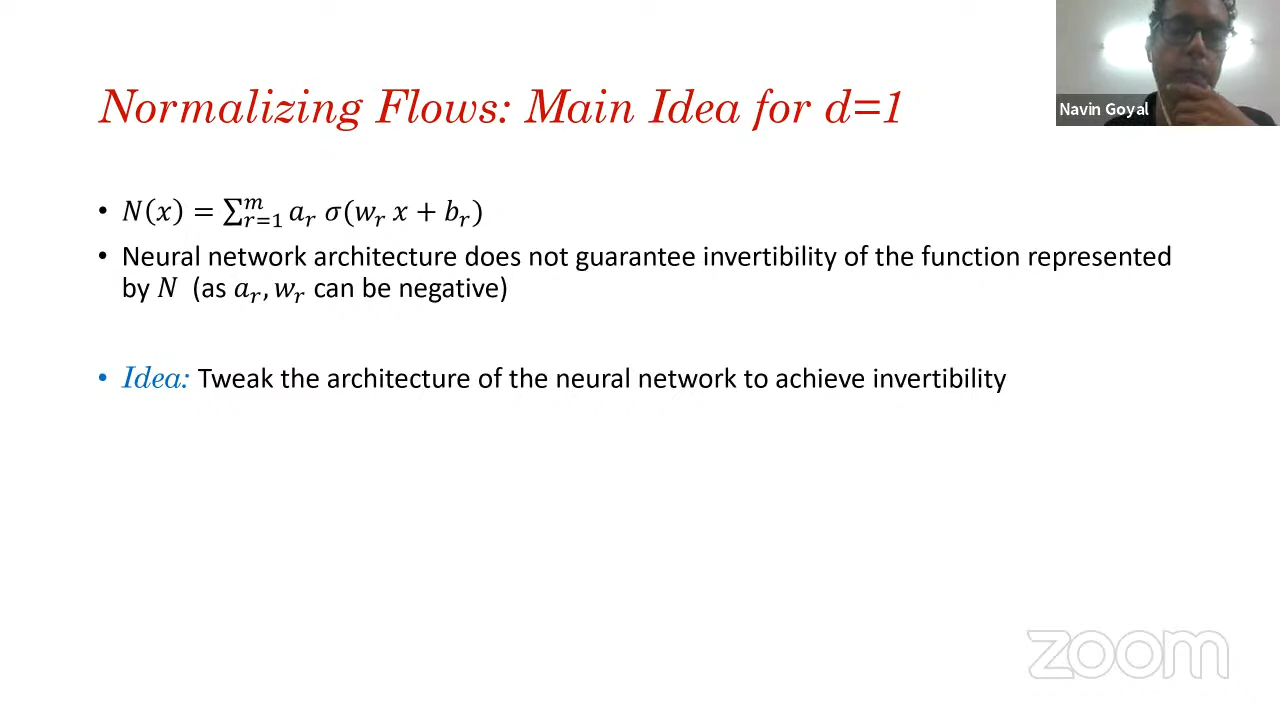 Normalizing Flows: Main Idea for d=1
Navin Goyal
• N(x) = ∑_{r=1}^{m} a_r σ(w_r x + b_r)
• Neural network architecture does not guarantee invertibility of the function represented
by N (as a_r, w_r can be negative)
• Idea: Tweak the architecture of the neural network to achieve invertibility
zoom